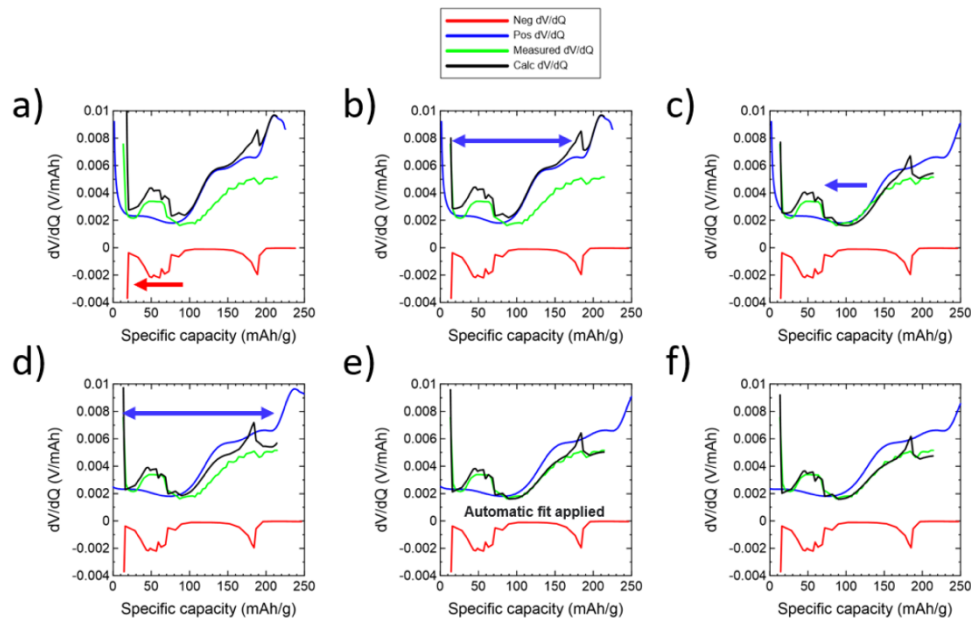 Neg dV/dQ
Pos dV/dQ
Measured dV/dQ
Calc dV/dQ
a)
b)
c)
0.01
0.008
0.006
0.004
0.002
0
-0.002
-0.004
dV/dQ (V/mAh)
0 50 100 150 200 250
Specific capacity (mAh/g)
0.01
0.008
0.006
0.004
0.002
0
-0.002
-0.004
dV/dQ (V/mAh)
0 50 100 150 200 250
Specific capacity (mAh/g)
0.01
0.008
0.006
0.004
0.002
0
-0.002
-0.004
dV/dQ (V/mAh)
0 50 100 150 200 250
Specific capacity (mAh/g)
d)
e)
f)
0.01
0.008
0.006
0.004
0.002
0
-0.002
-0.004
dV/dQ (V/mAh)
0 50 100 150 200 250
Specific capacity (mAh/g)
0.01
0.008
0.006
0.004
0.002
0
-0.002
-0.004
dV/dQ (V/mAh)
Automatic fit applied
0 50 100 150 200 250
Specific capacity (mAh/g)
0.01
0.008
0.006
0.004
0.002
0
-0.002
-0.004
dV/dQ (V/mAh)
0 50 100 150 200 250
Specific capacity (mAh/g)